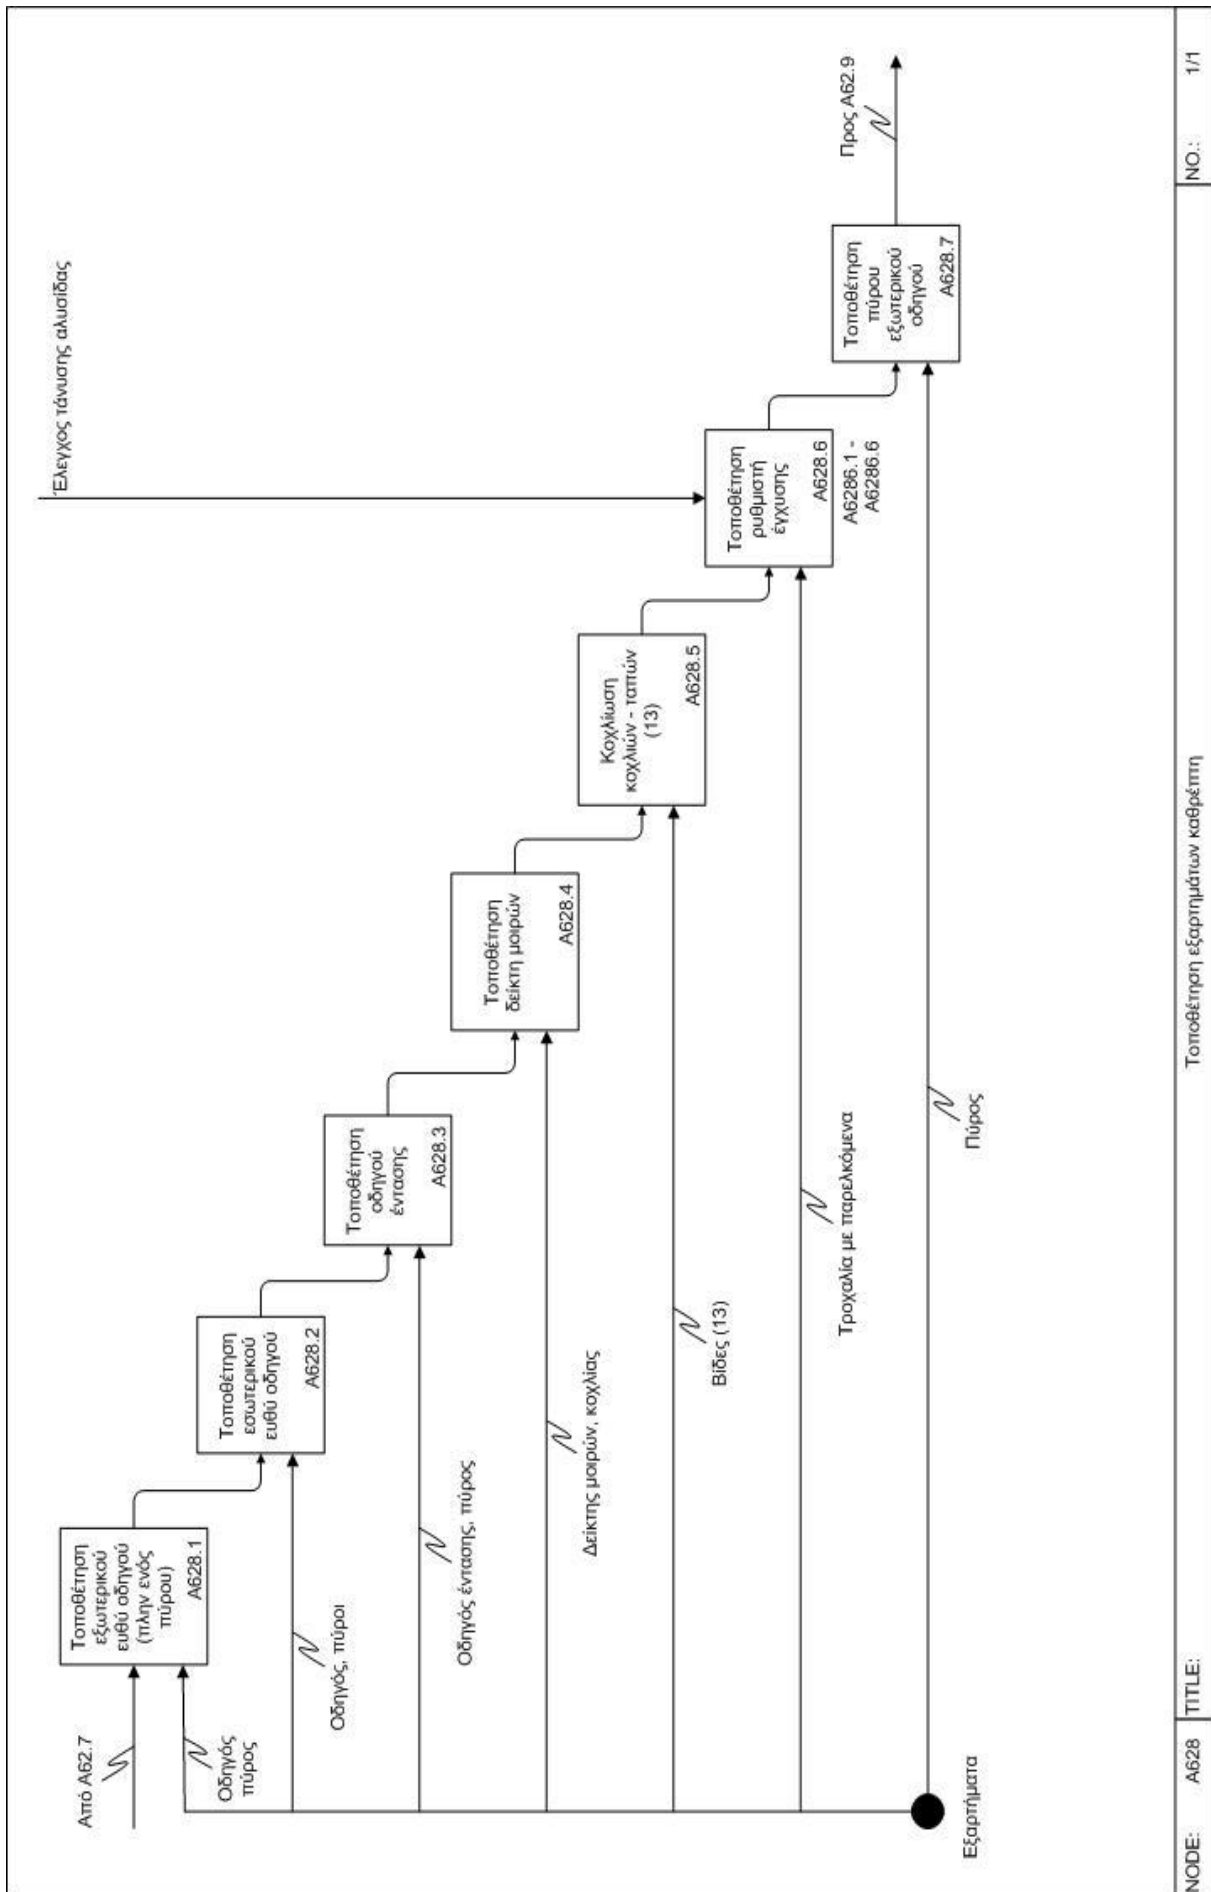 Έλεγχος τάνυσης αλυσίδας
Από A62.7
Τοποθέτηση
εξωτερικού
ευθύ οδηγού
(πλην ενός
πύρου)
A628.1
Οδηγός
πύρος
Τοποθέτηση
εσωτερικού
ευθύ οδηγού
A628.2
Οδηγός, πύροι
Τοποθέτηση
οδηγού
έντασης
A628.3
Οδηγός έντασης, πύρος
Τοποθέτηση
δείκτη μοιρών
A628.4
Δείκτης μοιρών, κοχλίας
Κοχλίωση
κοχλιών - ταπών
(13)
A628.5
Βίδες (13)
Τοποθέτηση
ρυθμιστή
έγχυσης
A628.6
A6286.1 -
A6286.6
Τροχαλία με παρελκόμενα
Τοποθέτηση
πύρου
εξωτερικού
οδηγού
A628.7
Προς A62.9
Πύρος
Εξαρτήματα
NODE: A628 TITLE: Τοποθέτηση εξαρτημάτων καθρέπτη NO.: 1/1